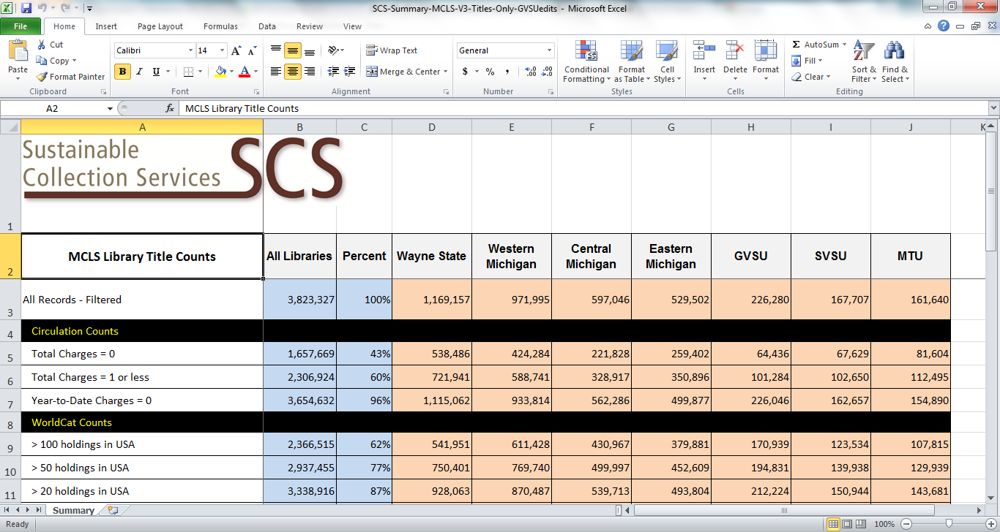 SCS-Summary-MCLS-V3-Titles-Only-GVSUedits - Microsoft Excel
File Home Insert Page Layout Formulas Data Review View
Paste
Cut
Copy
Format Painter
Clipboard
Calibri 14 A A
B I U A
Font
Wrap Text
Merge & Center
Alignment
General
$ % , .00 .0
Number
Conditional Formatting
Format as Table
Cell Styles
Styles
Insert Delete Format
Cells
Σ AutoSum
Fill
Clear
Sort & Filter
Find & Select
Editing
A2 fx MCLS Library Title Counts
A B C D E F G H I J K
1 Sustainable Collection Services SCS
2 MCLS Library Title Counts All Libraries Percent Wayne State Western Michigan Central Michigan Eastern Michigan GVSU SVSU MTU
3 All Records - Filtered 3,823,327 100% 1,169,157 971,995 597,046 529,502 226,280 167,707 161,640
4 Circulation Counts
5 Total Charges = 0 1,657,669 43% 538,486 424,284 221,828 259,402 64,436 67,629 81,604
6 Total Charges = 1 or less 2,306,924 60% 721,941 588,741 328,917 350,896 101,284 102,650 112,495
7 Year-to-Date Charges = 0 3,654,632 96% 1,115,062 933,814 562,286 499,877 226,046 162,657 154,890
8 WorldCat Counts
9 > 100 holdings in USA 2,366,515 62% 541,951 611,428 430,967 379,881 170,939 123,534 107,815
10 > 50 holdings in USA 2,937,455 77% 750,401 769,740 499,997 452,609 194,831 139,938 129,939
11 > 20 holdings in USA 3,338,916 87% 928,063 870,487 539,713 493,804 212,224 150,944 143,681
Summary
Ready 100%